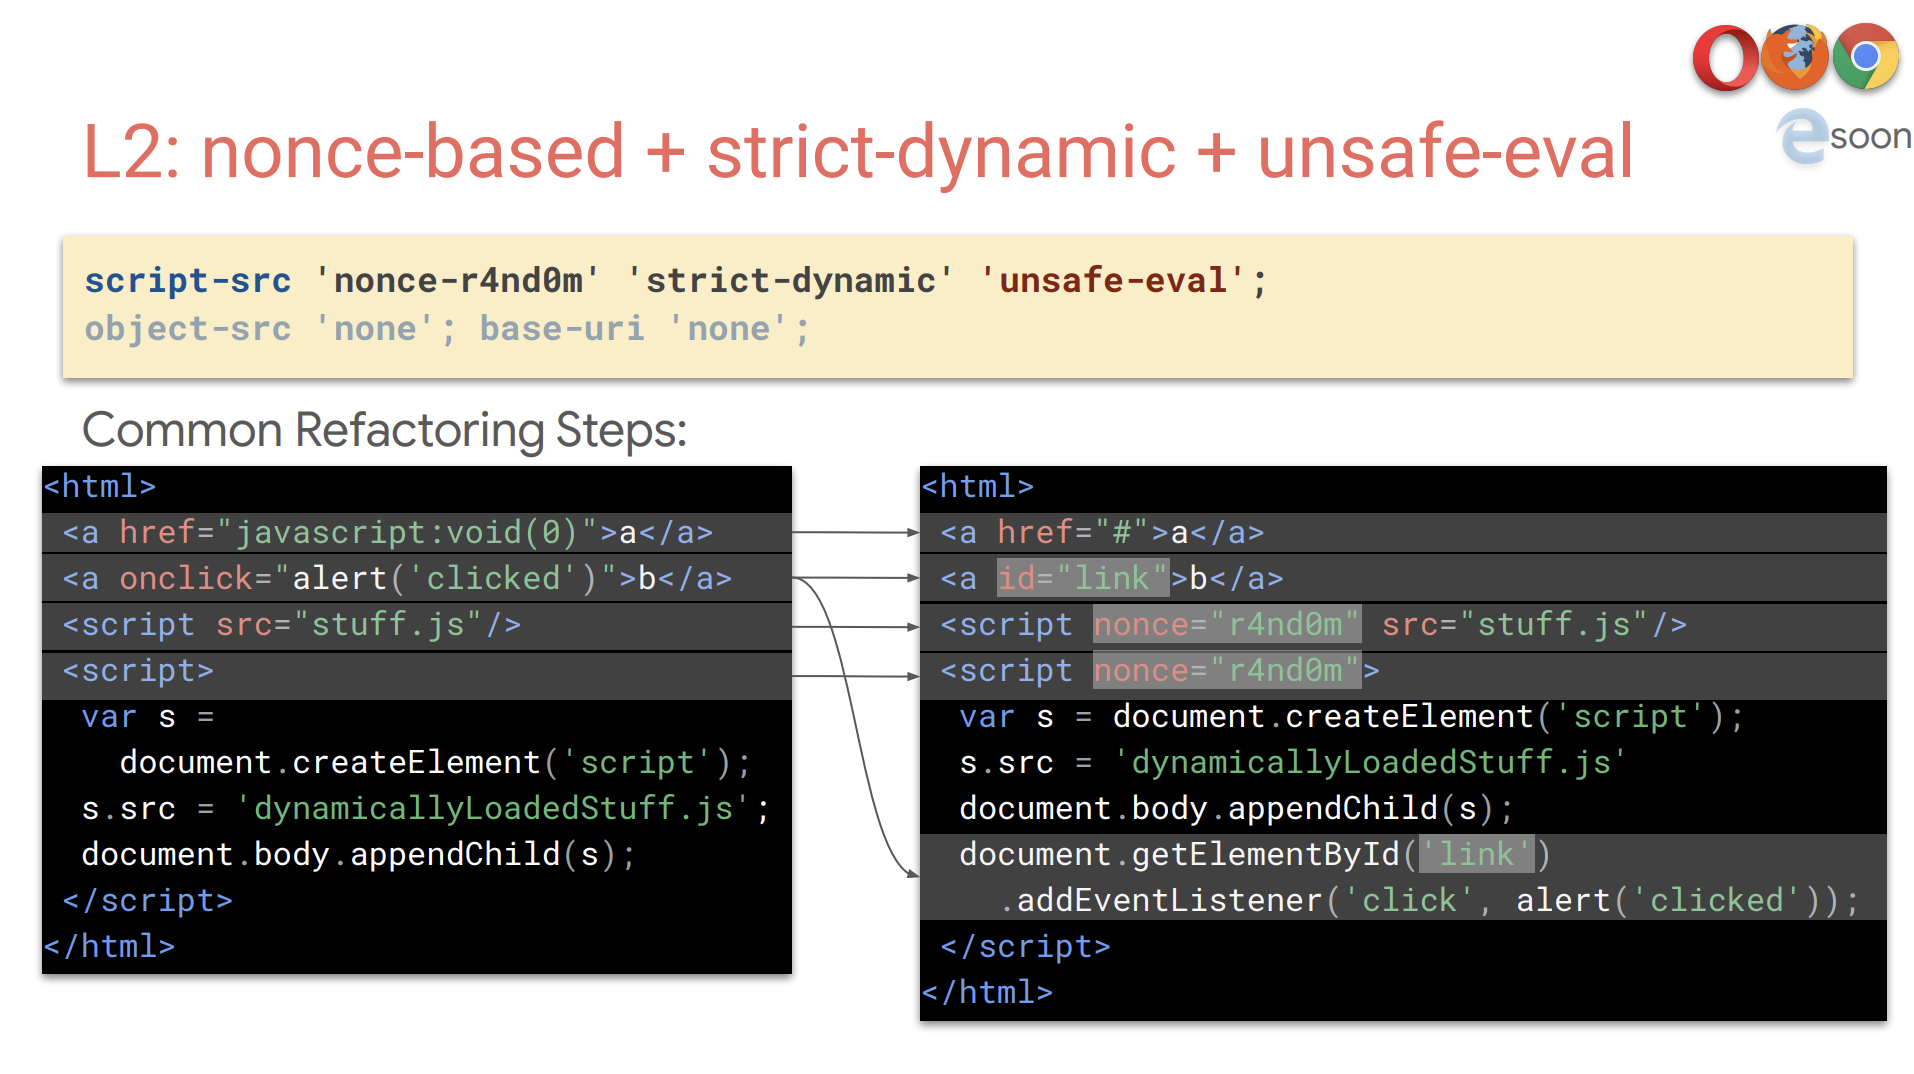 soon
L2: nonce-based + strict-dynamic + unsafe-eval
script-src 'nonce-r4nd0m' 'strict-dynamic' 'unsafe-eval';
object-src 'none'; base-uri 'none';
Common Refactoring Steps:
<html>
<a href="javascript:void(0)">a</a>
<a onclick="alert('clicked')">b</a>
<script src="stuff.js"/>
<script>
var s =
document.createElement('script');
s.src = 'dynamicallyLoadedStuff.js';
document.body.appendChild(s);
</script>
</html>
<html>
<a href="#">a</a>
<a id="link">b</a>
<script nonce="r4nd0m" src="stuff.js"/>
<script nonce="r4nd0m">
var s = document.createElement('script');
s.src = 'dynamicallyLoadedStuff.js'
document.body.appendChild(s);
document.getElementById('link')
.addEventListener('click', alert('clicked'));
</script>
</html>